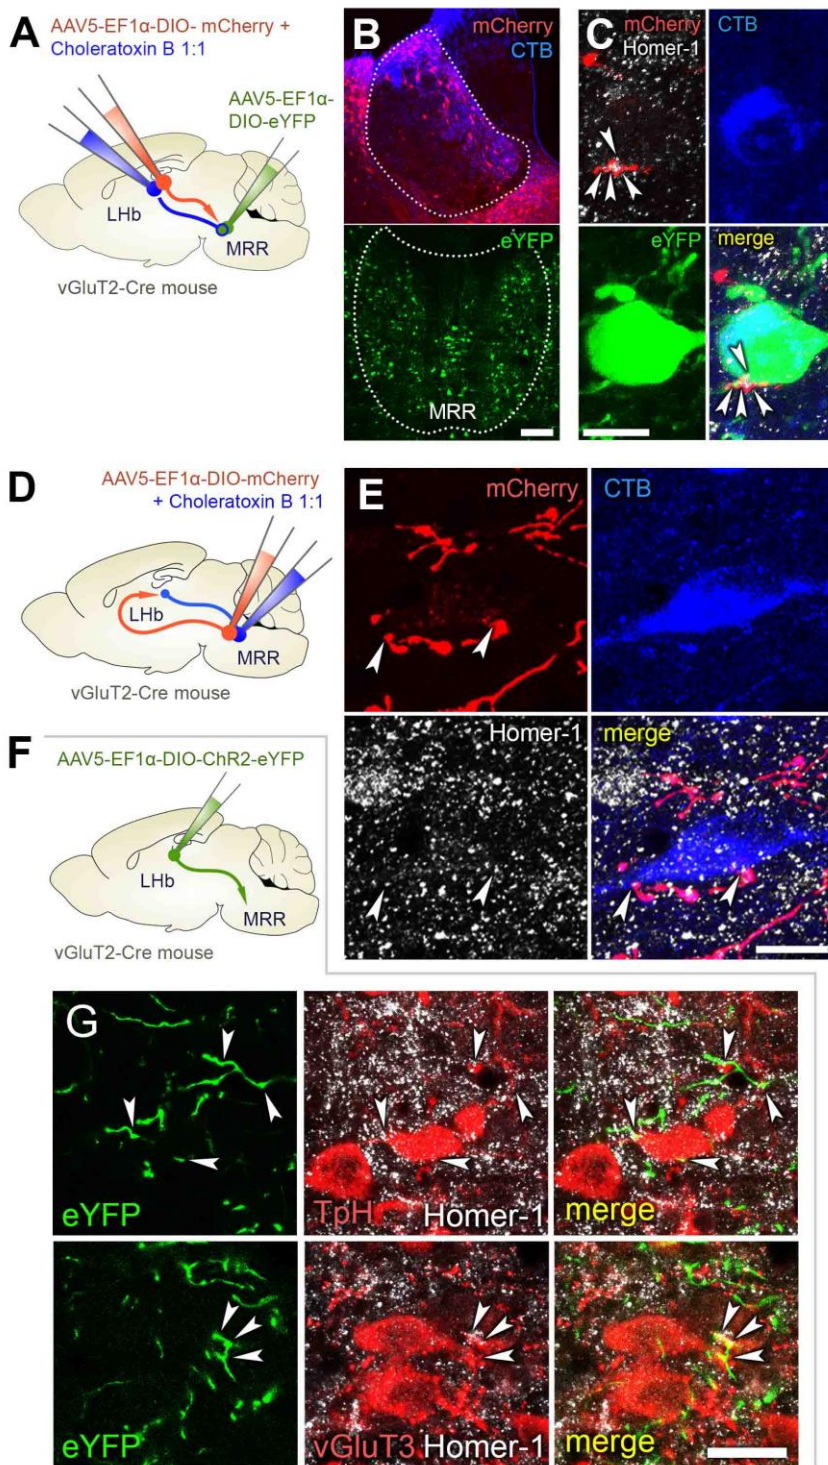 A
AAV5-EF1α-DIO- mCherry +
Choleratoxin B 1:1
AAV5-EF1α-
DIO-eYFP
LHb
MRR
vGluT2-Cre mouse
B
mCherry
CTB
eYFP
MRR
C
mCherry
Homer-1
CTB
eYFP
merge
D
AAV5-EF1α-DIO-mCherry
+ Choleratoxin B 1:1
LHb
MRR
vGluT2-Cre mouse
E
mCherry
CTB
Homer-1
merge
F
AAV5-EF1α-DIO-ChR2-eYFP
LHb
MRR
vGluT2-Cre mouse
G
eYFP
TpH Homer-1
merge
eYFP
vGluT3 Homer-1
merge